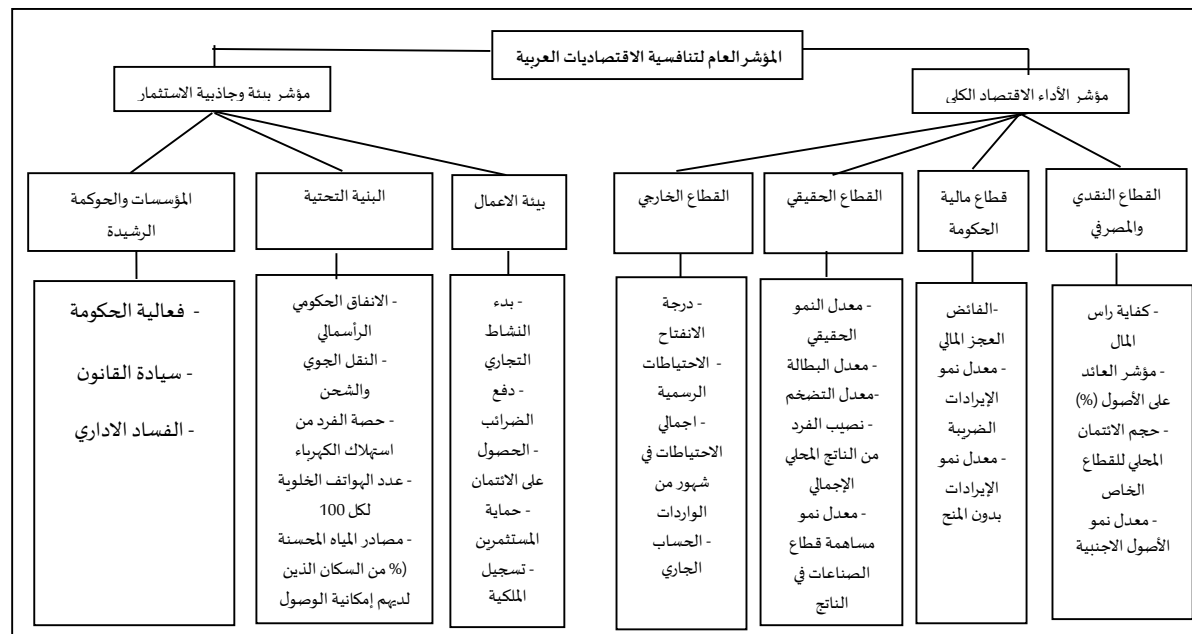 المؤشر العام لتنافسية الاقتصاديات العربية
مؤشر الأداء الاقتصاد الكلي
مؤشر بيئة وجاذبية الاستثمار
القطاع النقدي
والمصرفي
قطاع مالية
الحكومة
القطاع الحقيقي
القطاع الخارجي
بيئة الاعمال
البنية التحتية
المؤسسات والحوكمة
الرشيدة
- كفاية راس
المال
- مؤشر العائد
على الأصول (%)
- حجم الائتمان
المحلي للقطاع
الخاص
- معدل نمو
الأصول الاجنبية
-الفائض
العجز المالي
- معدل نمو
الإيرادات
الضريبة
- معدل نمو
الإيرادات
بدون المنح
- معدل النمو
الحقيقي
- معدل البطالة
-معدل التضخم
- نصيب الفرد
من الناتج المحلي
الإجمالي
- معدل نمو
مساهمة قطاع
الصناعات في
الناتج
- درجة
الانفتاح
- الاحتياطات
الرسمية
- اجمالي
الاحتياطات في
شهور من
الواردات
- الحساب
الجاري
- بدء
النشاط
التجاري
- دفع
الضرائب
- الحصول
على الائتمان
- حماية
المستثمرين
- تسجيل
الملكية
- الانفاق الحكومي
الرأسمالي
- النقل الجوي
والشحن
- حصة الفرد من
استهلاك الكهرباء
- عدد الهواتف الخلوية
لكل 100
- مصادر المياه المحسنة
(% من السكان الذين
لديهم إمكانية الوصول
- فعالية الحكومة
- سيادة القانون
- الفساد الاداري